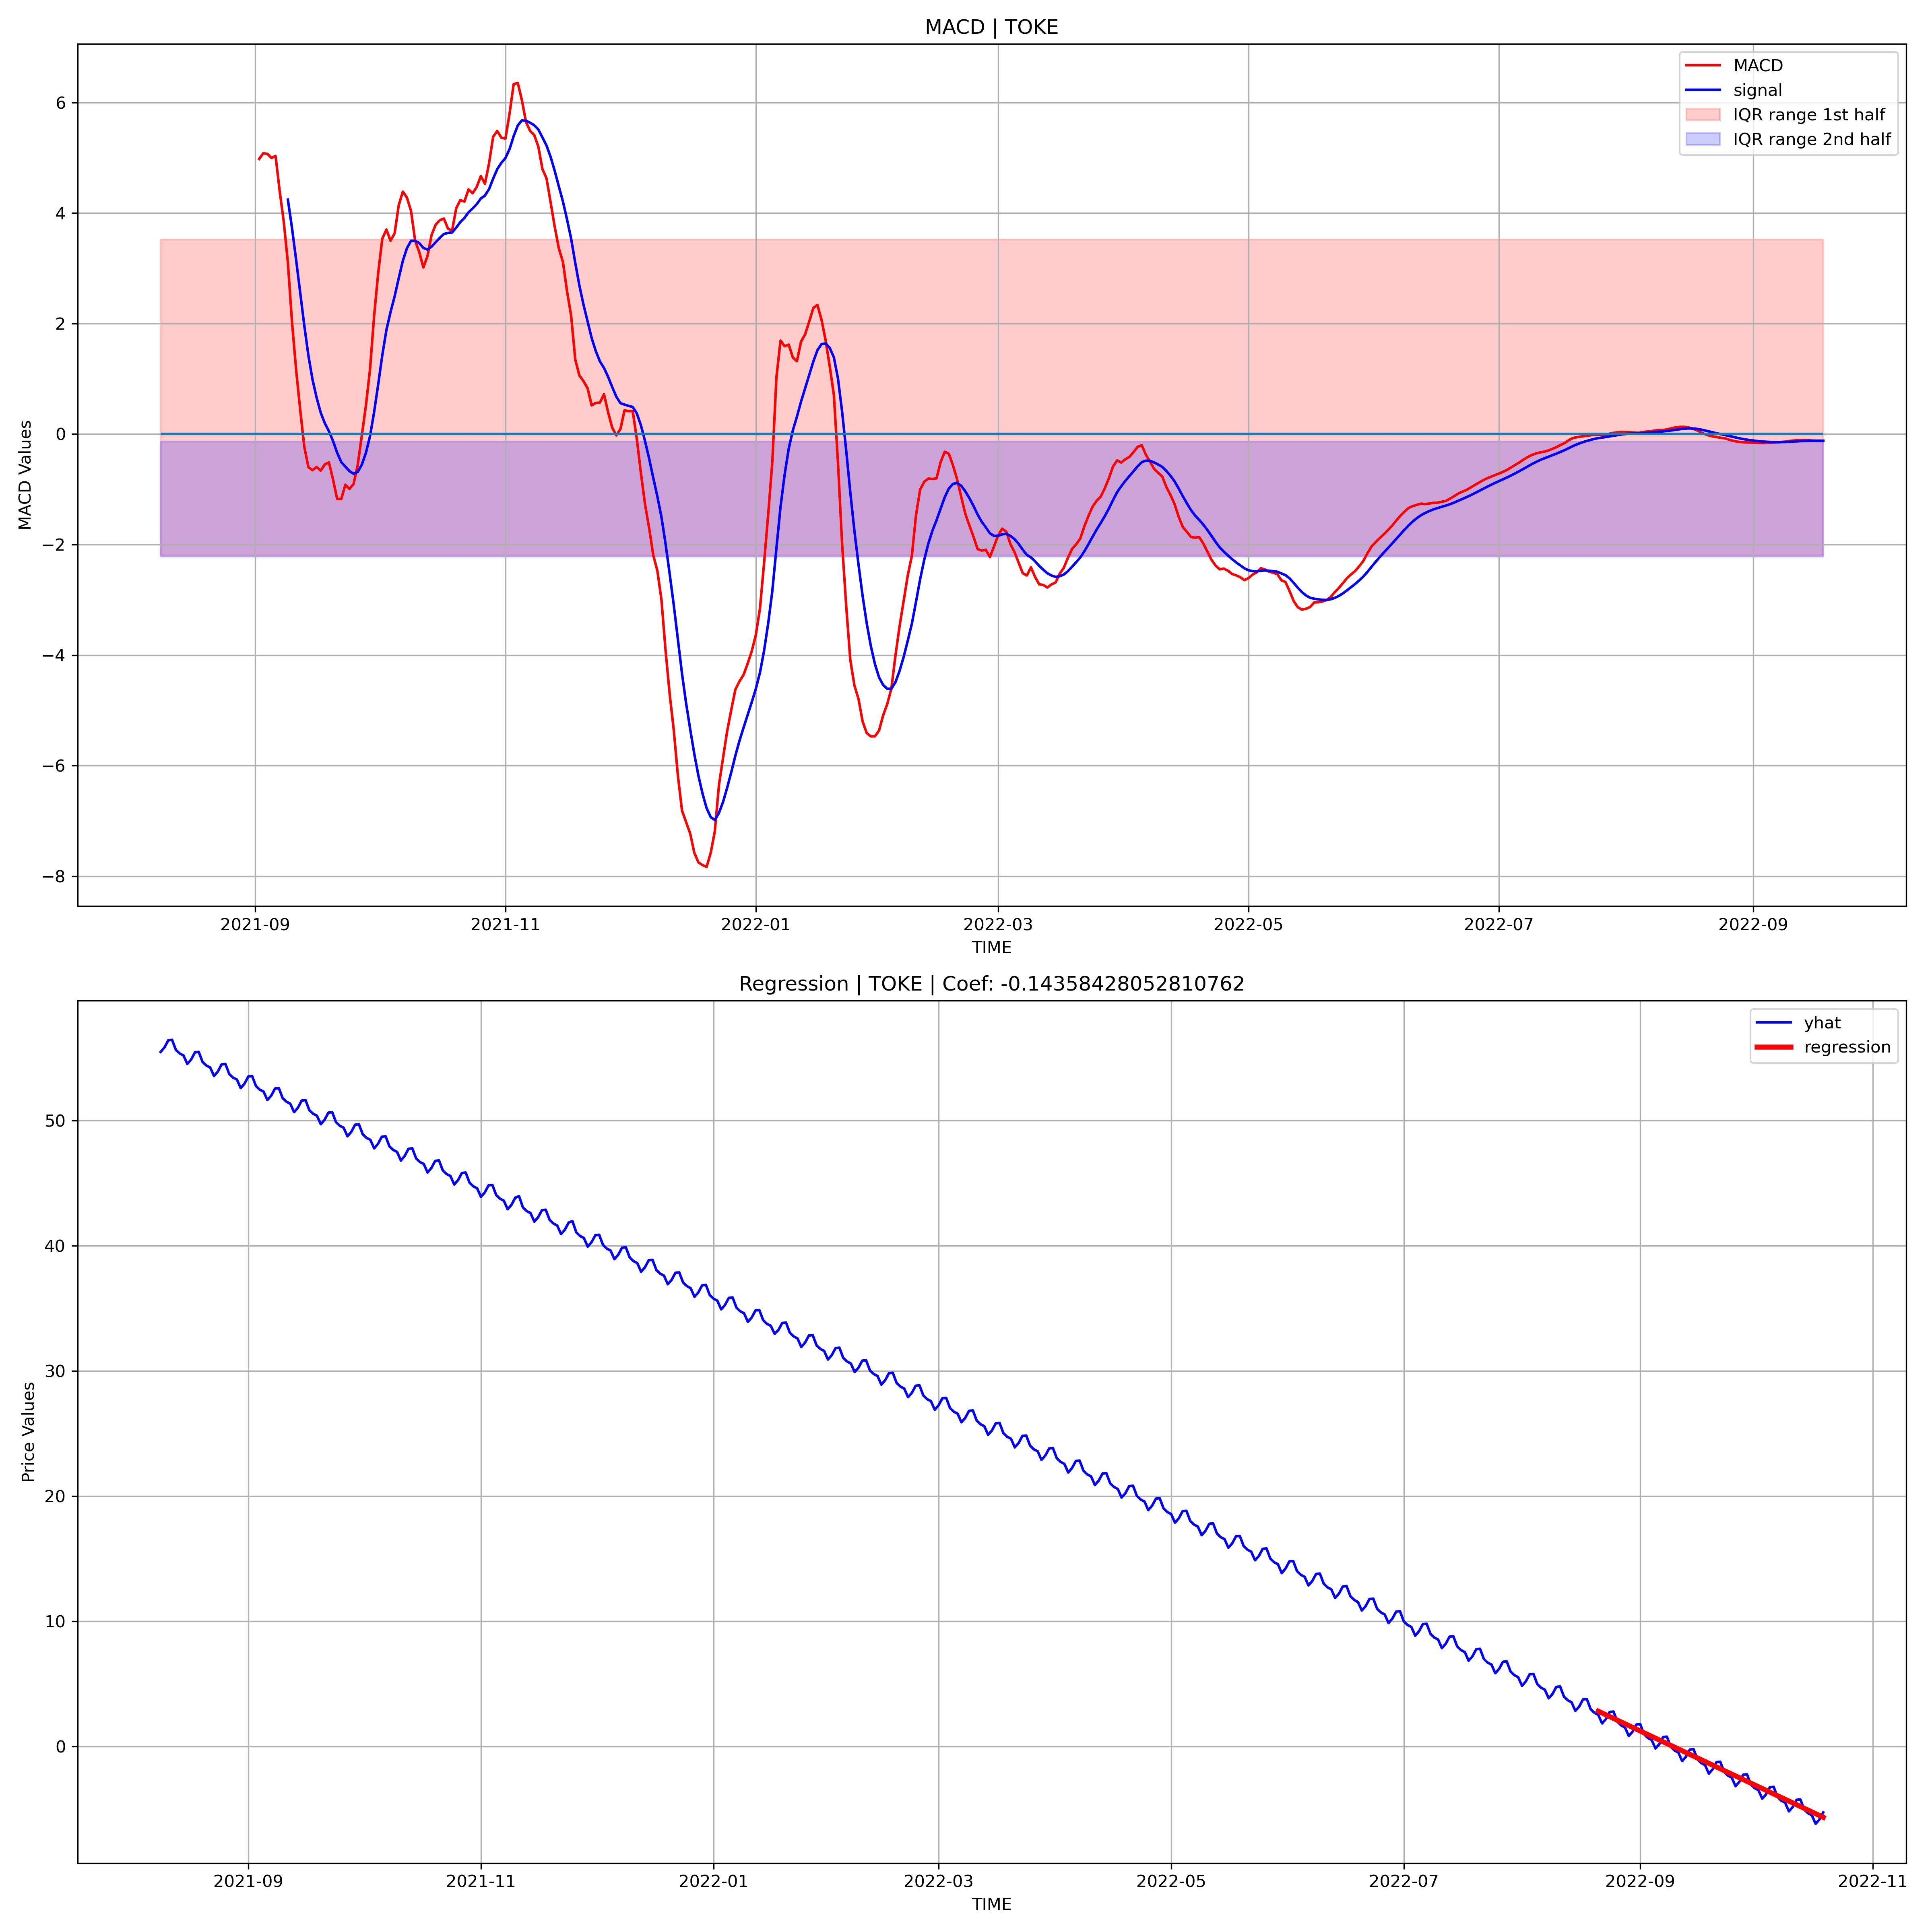 MACD | TOKE
MACD
signal
IQR range 1st half
IQR range 2nd half
MACD Values
6
4
2
0
−2
−4
−6
−8
2021-09 2021-11 2022-01 2022-03 2022-05 2022-07 2022-09
TIME
Regression | TOKE | Coef: -0.14358428052810762
yhat
regression
Price Values
50
40
30
20
10
0
2021-09 2021-11 2022-01 2022-03 2022-05 2022-07 2022-09 2022-11
TIME